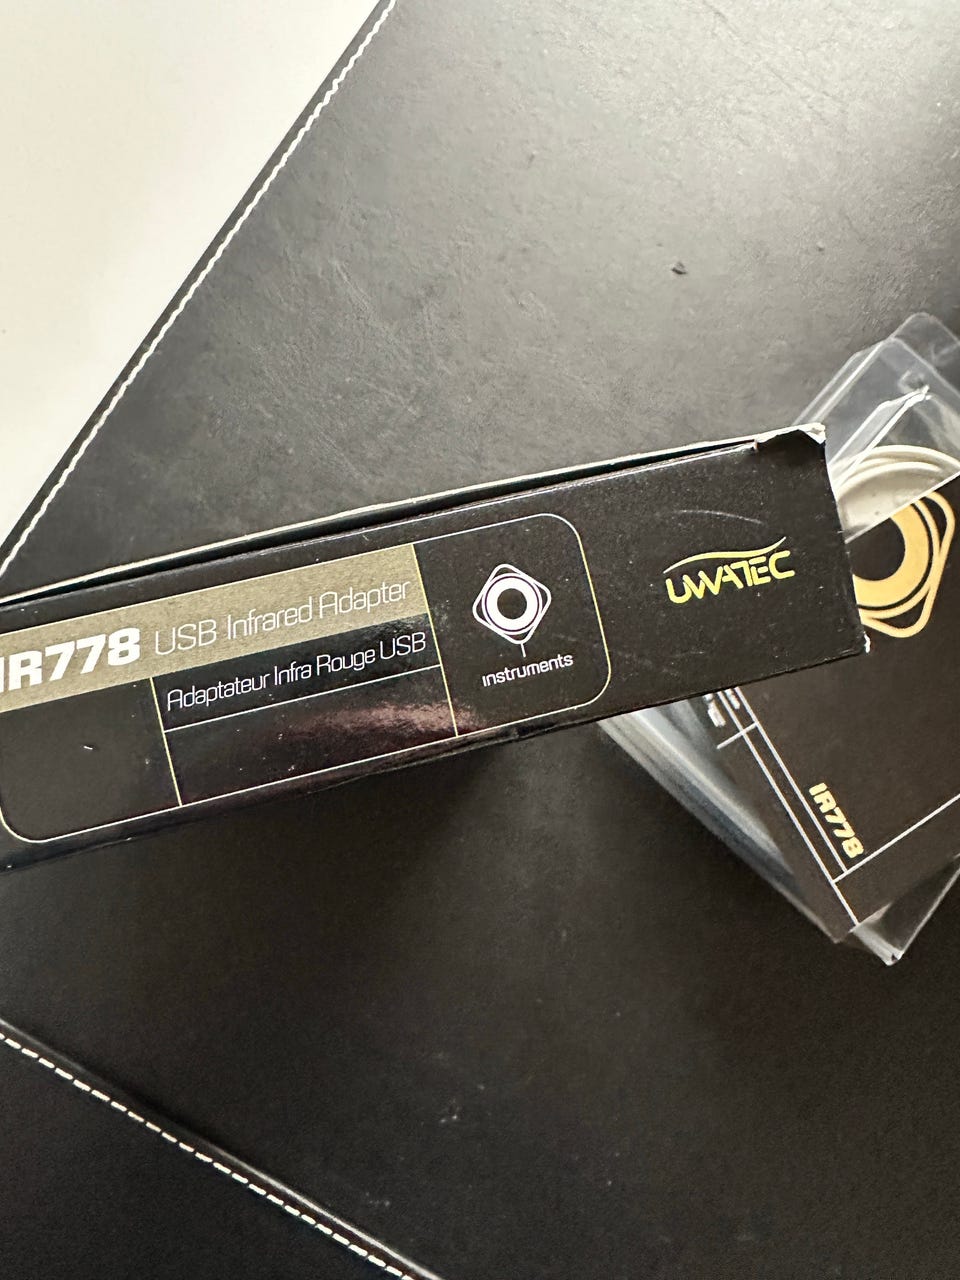 IR778 USB Infrared Adapter
Adaptateur Infra Rouge USB
instruments
UWATEC
IR778